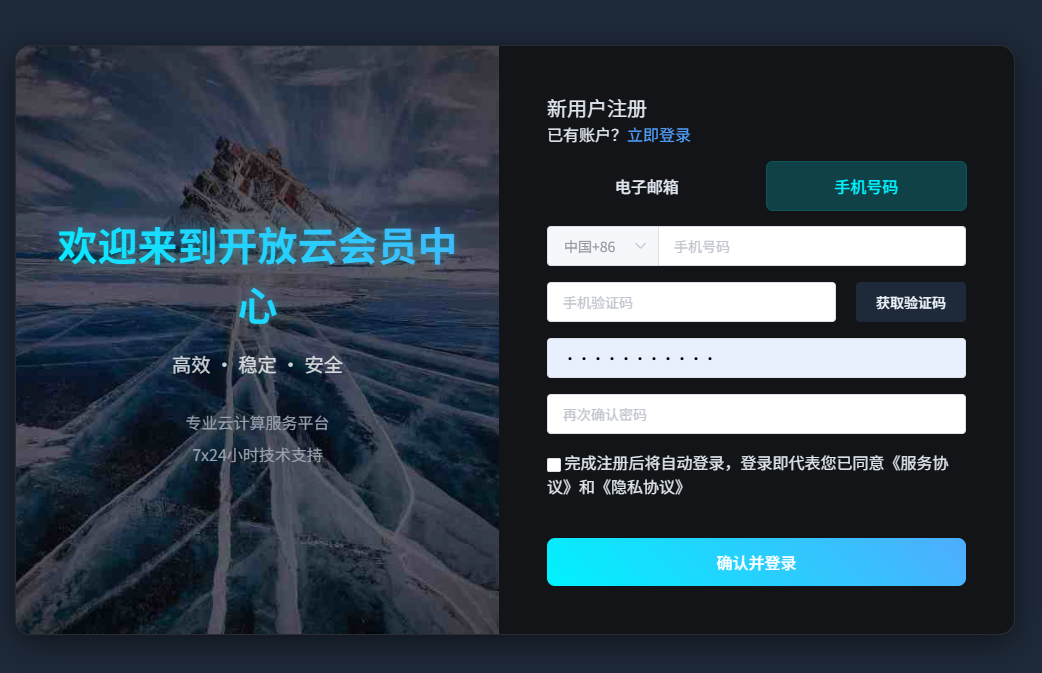 欢迎来到开放云会员中
心
高效 · 稳定 · 安全
专业云计算服务平台
7x24小时技术支持
新用户注册
已有账户？立即登录
电子邮箱
手机号码
中国+86
手机号码
手机验证码
获取验证码
···········
再次确认密码
完成注册后将自动登录，登录即代表您已同意《服务协
议》和《隐私协议》
确认并登录